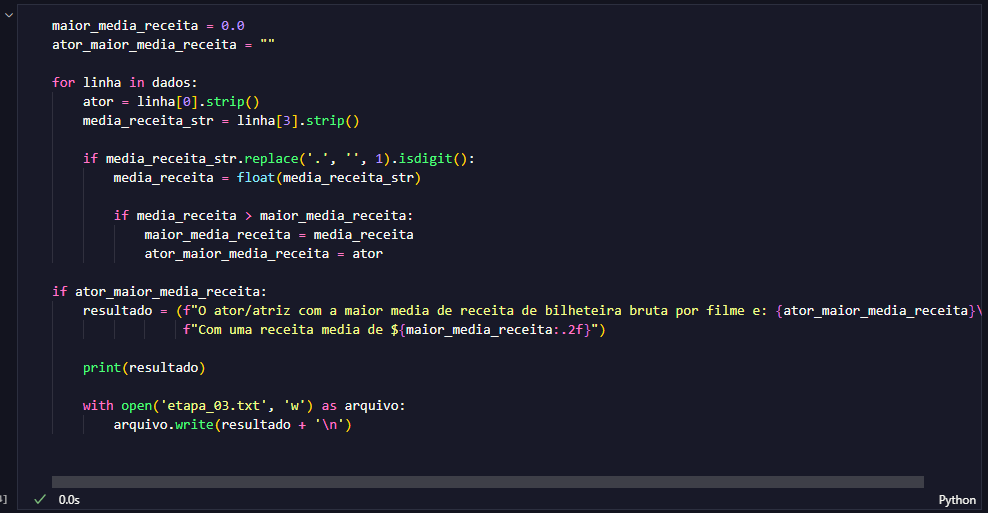 maior_media_receita = 0.0
ator_maior_media_receita = ""
for linha in dados:
    ator = linha[0].strip()
    media_receita_str = linha[3].strip()
    if media_receita_str.replace('.', '', 1).isdigit():
        media_receita = float(media_receita_str)
        if media_receita > maior_media_receita:
            maior_media_receita = media_receita
            ator_maior_media_receita = ator
if ator_maior_media_receita:
    resultado = (f"O ator/atriz com a maior media de receita de bilheteira bruta por filme e: {ator_maior_media_receita}\
                 f"Com uma receita media de ${maior_media_receita:.2f}")
    print(resultado)
    with open('etapa_03.txt', 'w') as arquivo:
        arquivo.write(resultado + '\n')
0.0s
Python